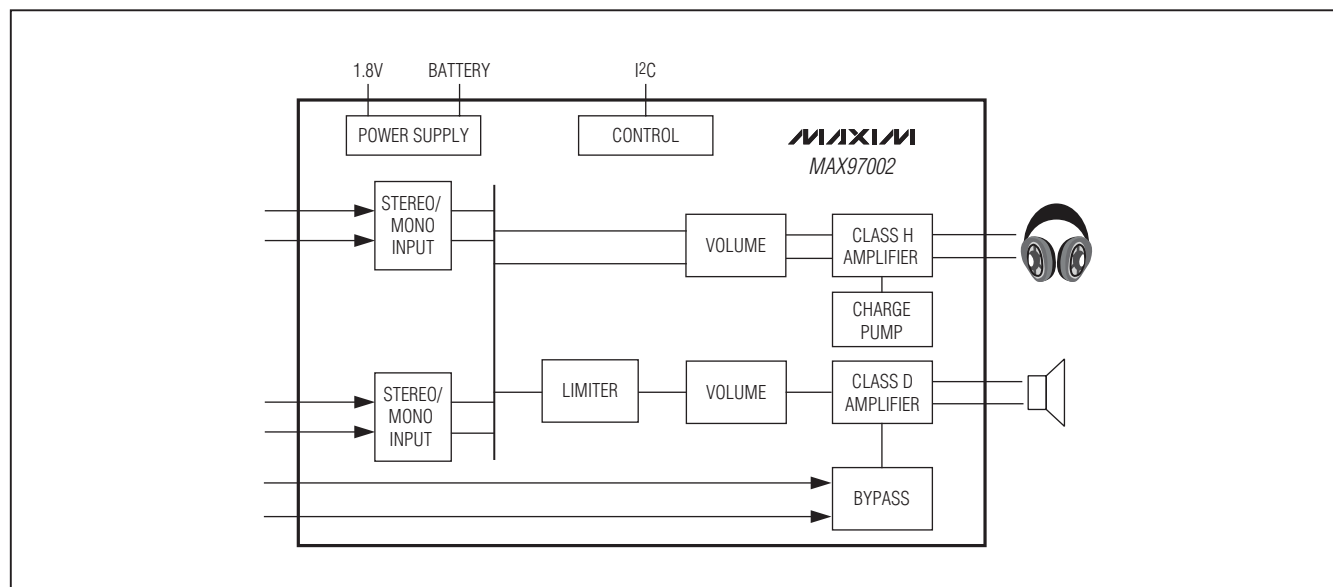 1.8V
BATTERY
I²C
POWER SUPPLY
CONTROL
MAXIM
MAX97002
STEREO/
MONO
INPUT
VOLUME
CLASS H
AMPLIFIER
CHARGE
PUMP
STEREO/
MONO
INPUT
LIMITER
VOLUME
CLASS D
AMPLIFIER
BYPASS